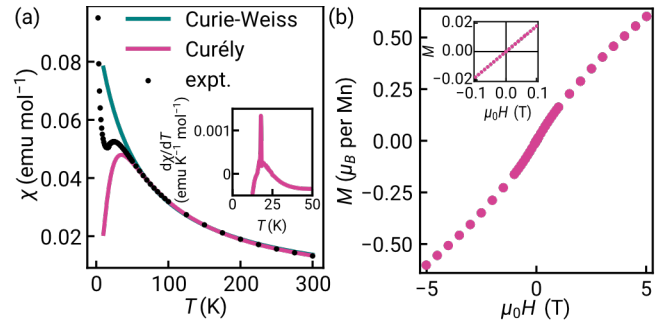 (a)
Curie-Weiss
Curély
expt.
χ (emu mol⁻¹)
0.08
0.06
0.04
0.02
0
100
200
300
T (K)
dχ/dT
(emu K⁻¹ mol⁻¹)
0.001
0
0
25
50
T (K)
(b)
M (μB per Mn)
0.50
0.25
0.00
−0.25
−0.50
−5
0
5
μ₀H (T)
M
0.02
0.00
−0.02
−0.1
0.0
0.1
μ₀H (T)